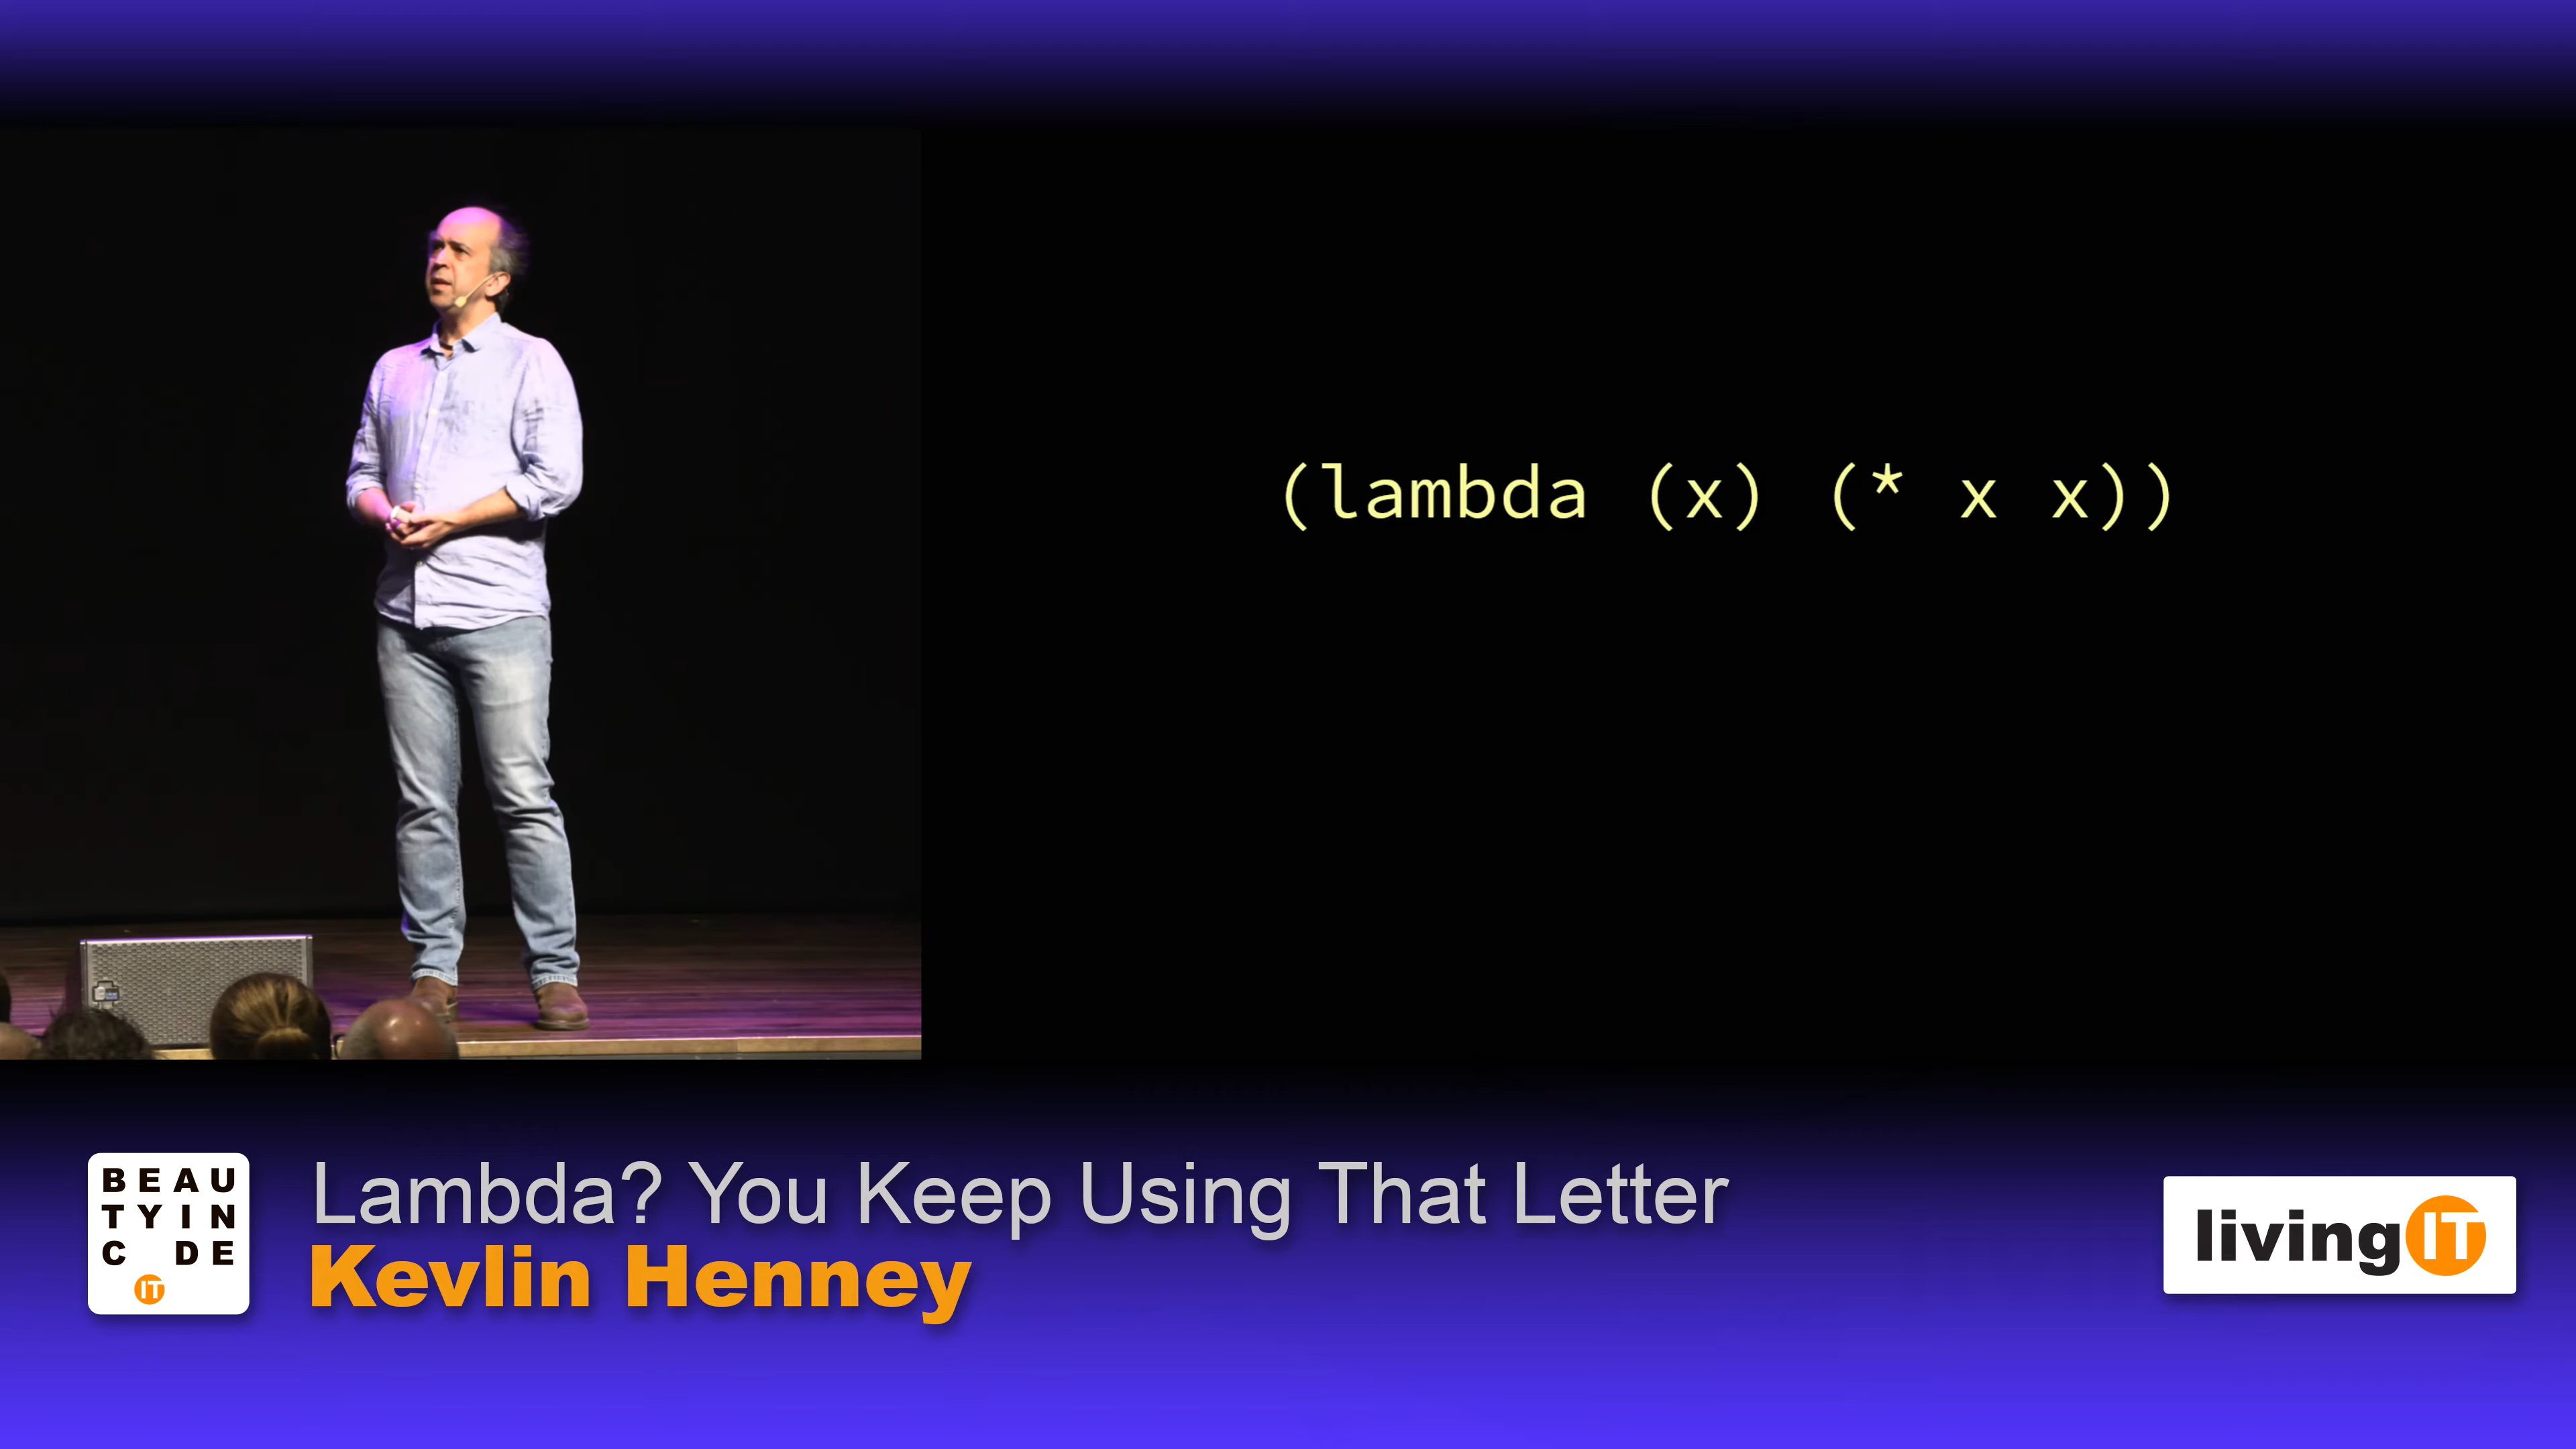 (lambda (x) (* x x))
BEAU
TYIN
C DE
IT
Lambda? You Keep Using That Letter
Kevlin Henney
livingIT